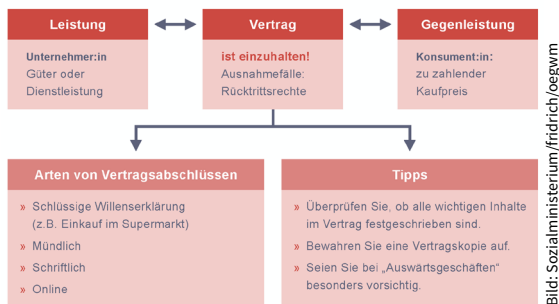 Leistung
Unternehmer:in
Güter oder
Dienstleistung
Vertrag
ist einzuhalten!
Ausnahmefälle:
Rücktrittsrechte
Gegenleistung
Konsument:in:
zu zahlender
Kaufpreis
Arten von Vertragsabschlüssen
» Schlüssige Willenserklärung
(z.B. Einkauf im Supermarkt)
» Mündlich
» Schriftlich
» Online
Tipps
» Überprüfen Sie, ob alle wichtigen Inhalte
im Vertrag festgeschrieben sind.
» Bewahren Sie eine Vertragskopie auf.
» Seien Sie bei „Auswärtsgeschäften“
besonders vorsichtig.
Bild: Sozialministerium/fridrich/oegwm